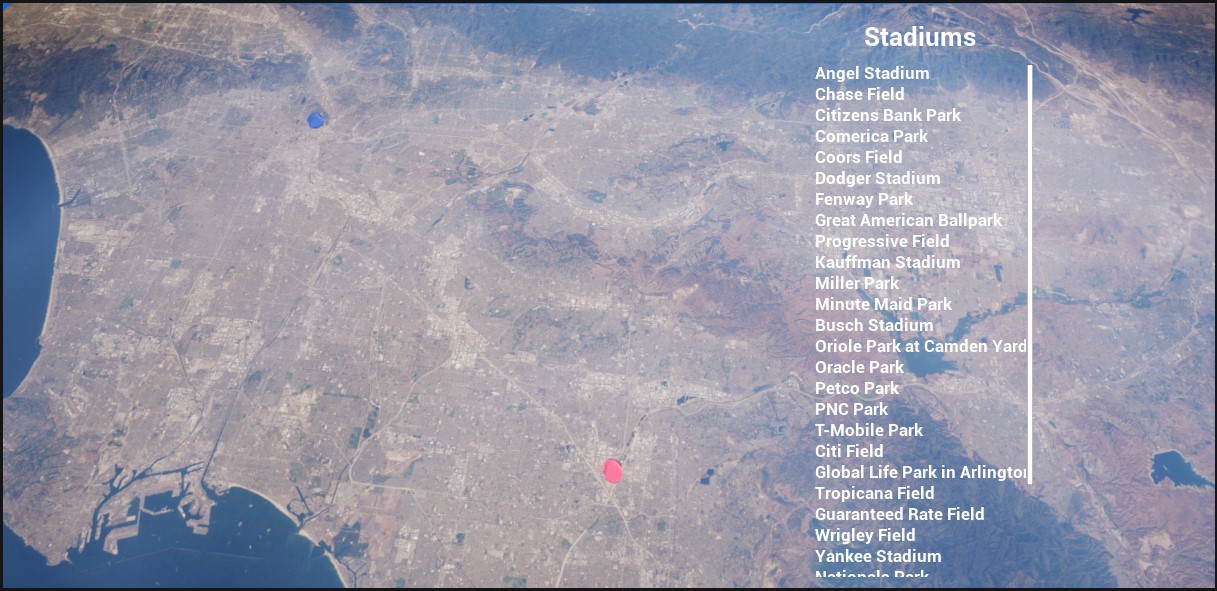 Stadiums
Angel Stadium
Chase Field
Citizens Bank Park
Comerica Park
Coors Field
Dodger Stadium
Fenway Park
Great American Ballpark
Progressive Field
Kauffman Stadium
Miller Park
Minute Maid Park
Busch Stadium
Oriole Park at Camden Yard
Oracle Park
Petco Park
PNC Park
T-Mobile Park
Citi Field
Global Life Park in Arlington
Tropicana Field
Guaranteed Rate Field
Wrigley Field
Yankee Stadium
Nationals Park